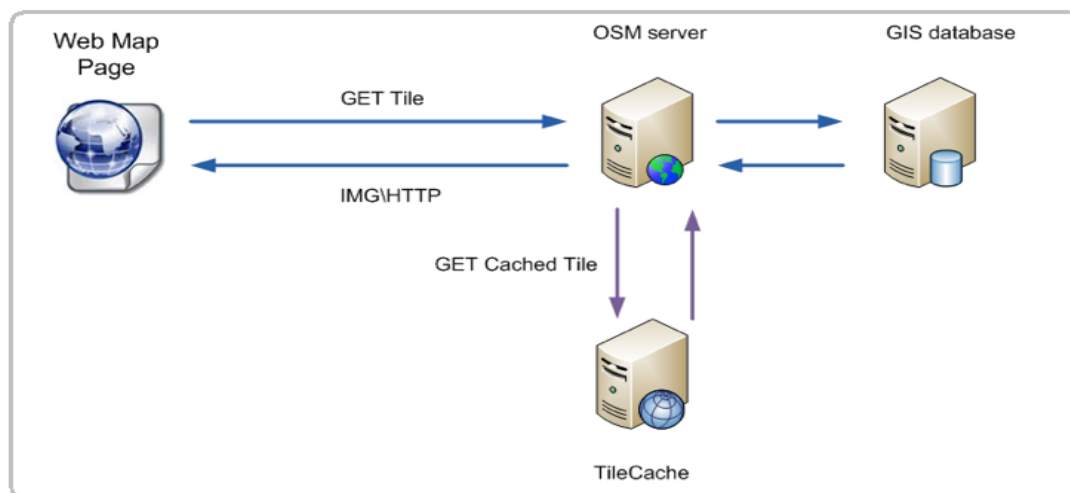 Web Map
Page
OSM server
GIS database
GET Tile
IMG\HTTP
GET Cached Tile
TileCache